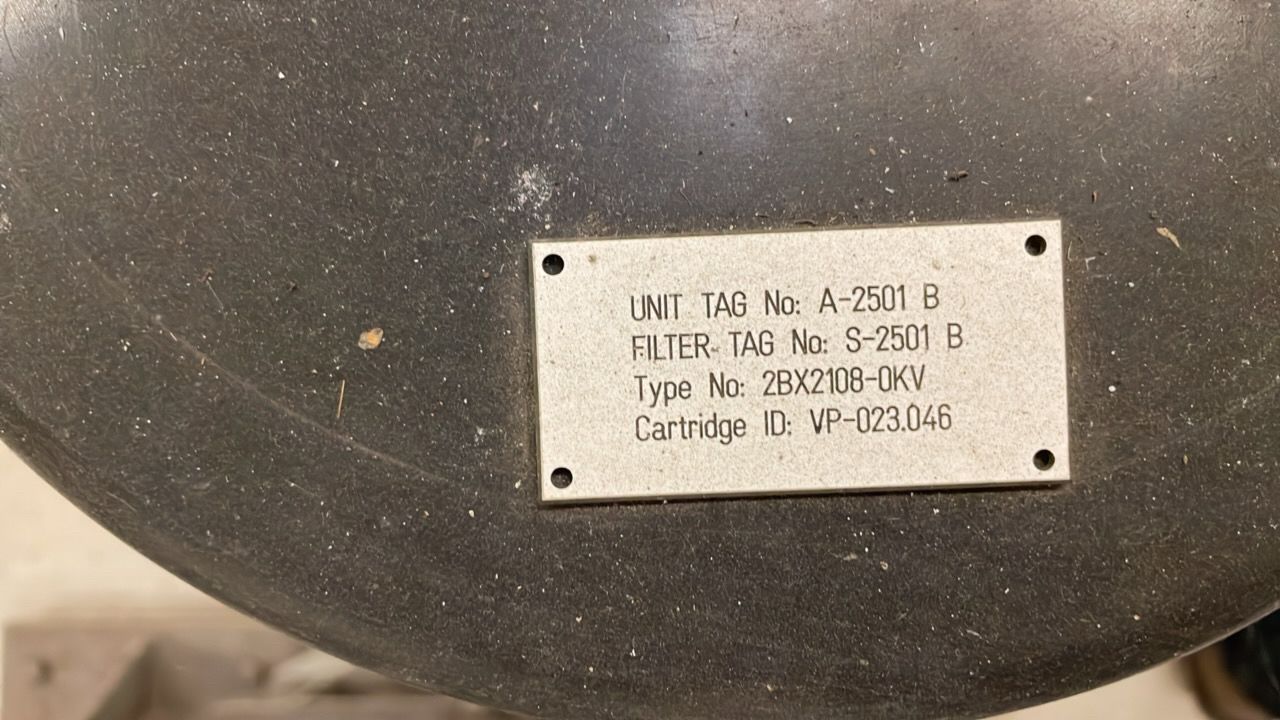 UNIT TAG No: A-2501 B
FILTER TAG No: S-2501 B
Type No: 2BX2108-0KV
Cartridge ID: VP-023.046